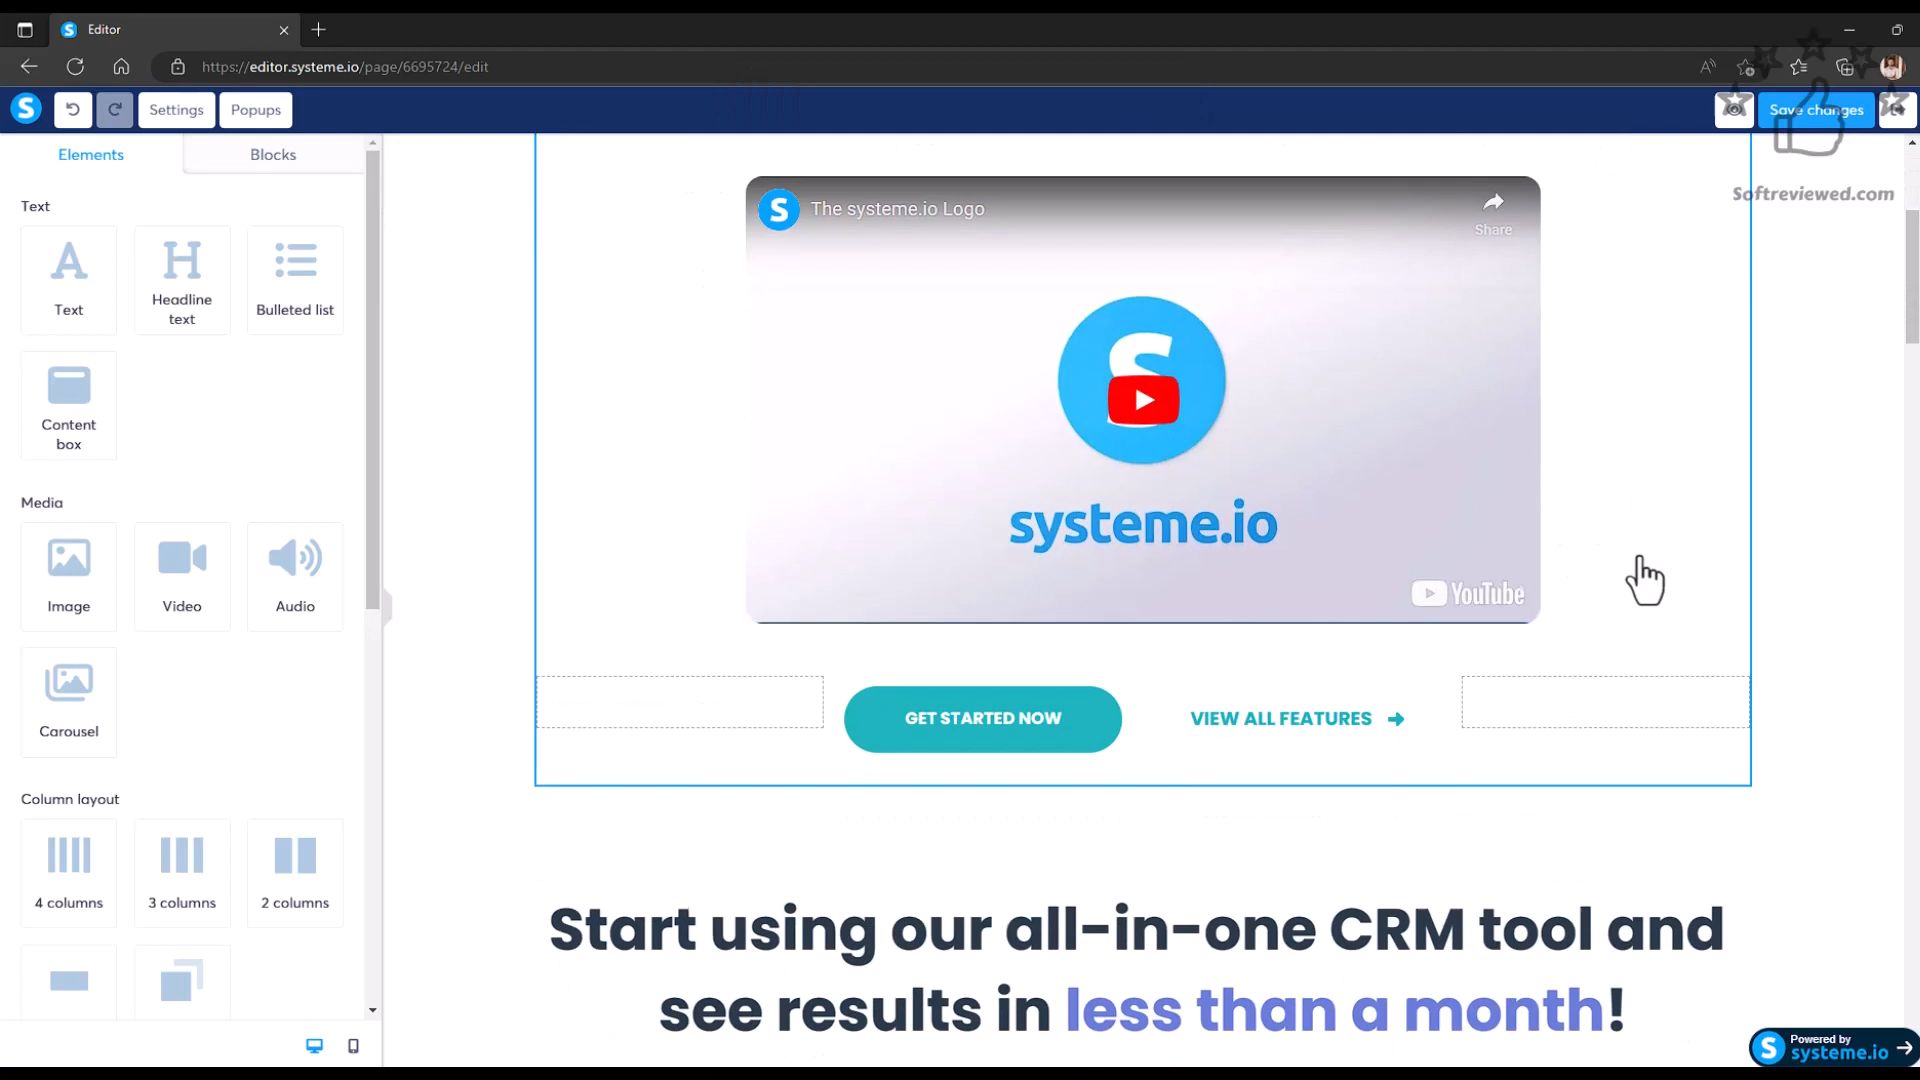 Editor
https://editor.systeme.io/page/6695724/edit
S
Settings
Popups
Save changes
Softreviewed.com
Elements
Blocks
Text
Text
Headline
text
Bulleted list
Content
box
Media
Image
Video
Audio
Carousel
Column layout
4 columns
3 columns
2 columns
S
The systeme.io Logo
Share
S
systeme.io
YouTube
GET STARTED NOW
VIEW ALL FEATURES
Start using our all-in-one CRM tool and
see results in less than a month!
S
Powered by
systeme.io